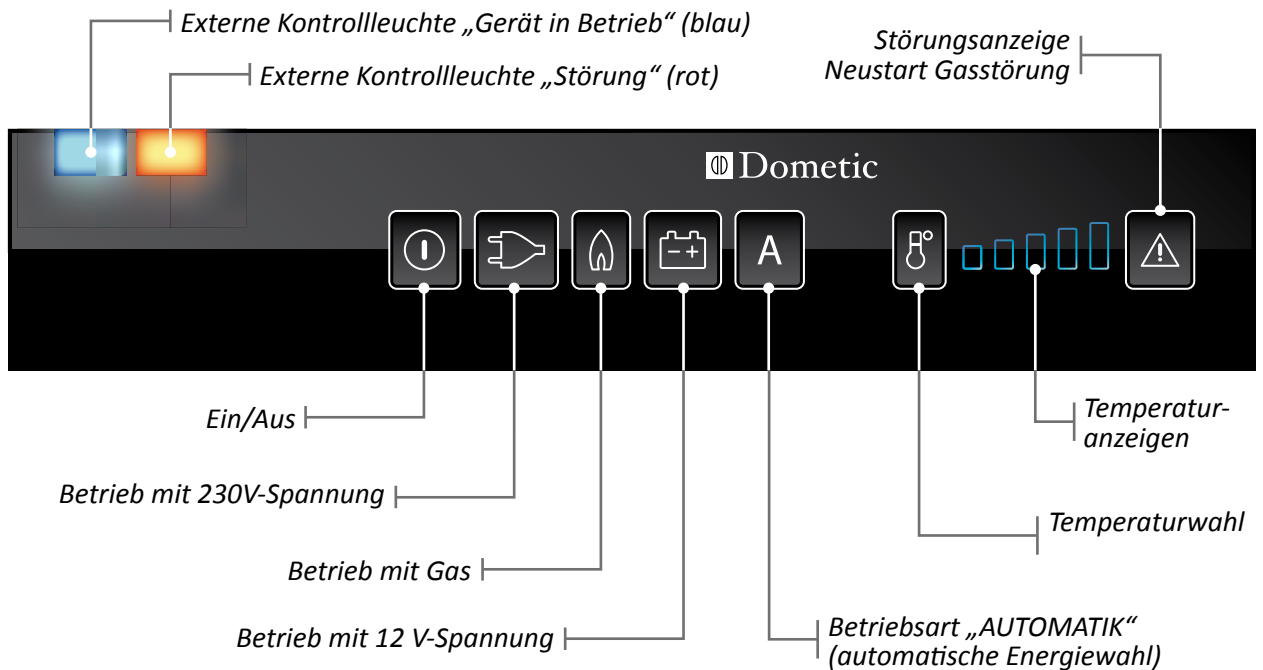 Externe Kontrollleuchte „Gerät in Betrieb“ (blau)
Externe Kontrollleuchte „Störung“ (rot)
Störungsanzeige
Neustart Gasstörung
Dometic
A
Ein/Aus
Betrieb mit 230V-Spannung
Betrieb mit Gas
Betrieb mit 12 V-Spannung
Temperatur-
anzeigen
Temperaturwahl
Betriebsart „AUTOMATIK“
(automatische Energiewahl)